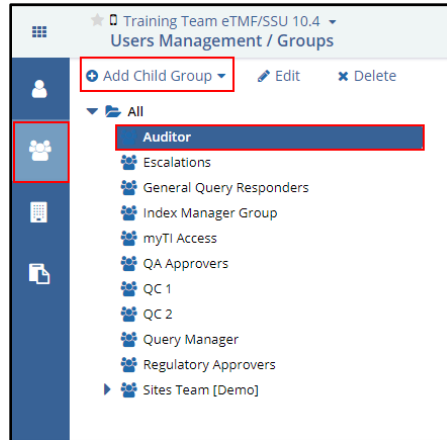 Training Team eTMF/SSU 10.4
Users Management / Groups
Add Child Group Edit Delete
All
Auditor
Escalations
General Query Responders
Index Manager Group
myTI Access
QA Approvers
QC 1
QC 2
Query Manager
Regulatory Approvers
Sites Team [Demo]